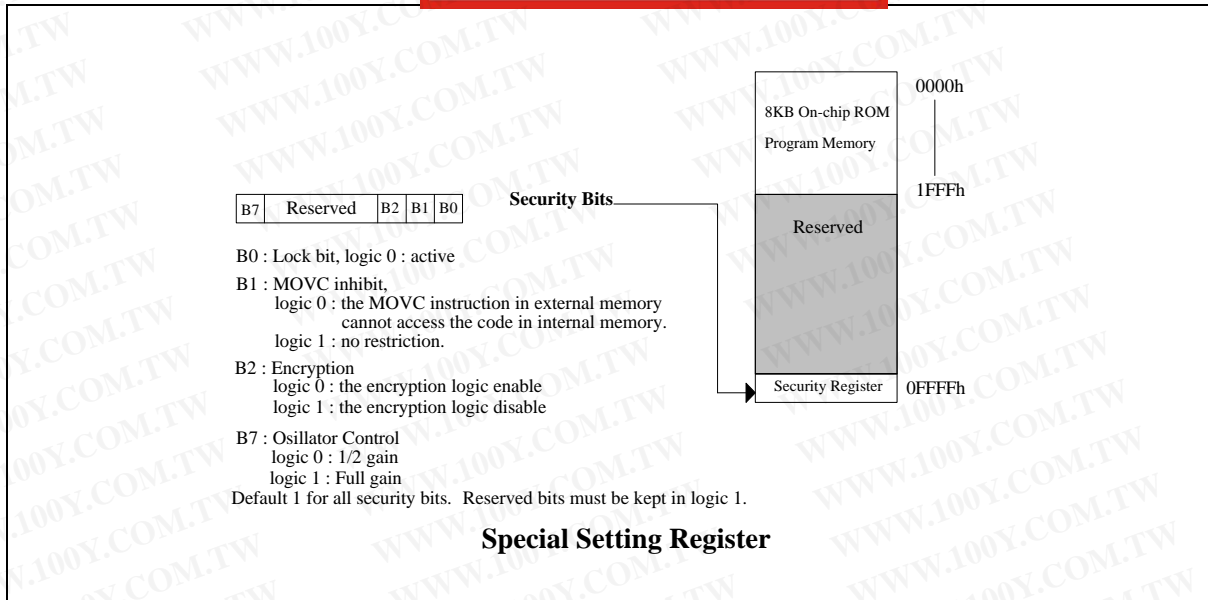 8KB On-chip ROM
Program Memory
0000h
1FFFh
Reserved
Security Register
0FFFFh
Security Bits
B7 Reserved B2 B1 B0
B0 : Lock bit, logic 0 : active
B1 : MOVC inhibit,
logic 0 : the MOVC instruction in external memory
cannot access the code in internal memory.
logic 1 : no restriction.
B2 : Encryption
logic 0 : the encryption logic enable
logic 1 : the encryption logic disable
B7 : Osillator Control
logic 0 : 1/2 gain
logic 1 : Full gain
Default 1 for all security bits. Reserved bits must be kept in logic 1.
Special Setting Register
WWW.100Y.COM.TW